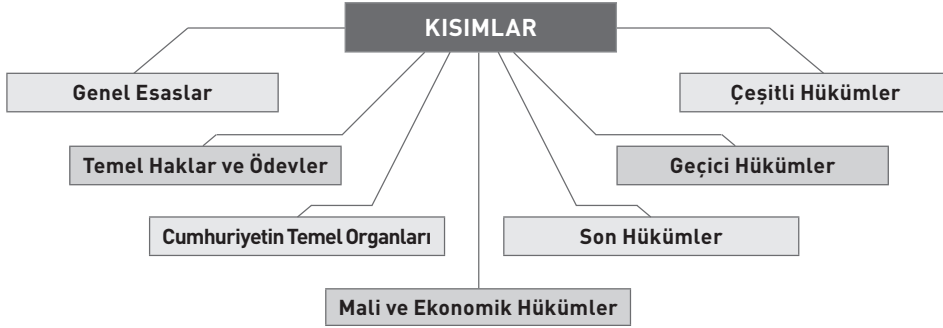 KISIMLAR
Genel Esaslar
Çeşitli Hükümler
Temel Haklar ve Ödevler
Geçici Hükümler
Cumhuriyetin Temel Organları
Son Hükümler
Mali ve Ekonomik Hükümler